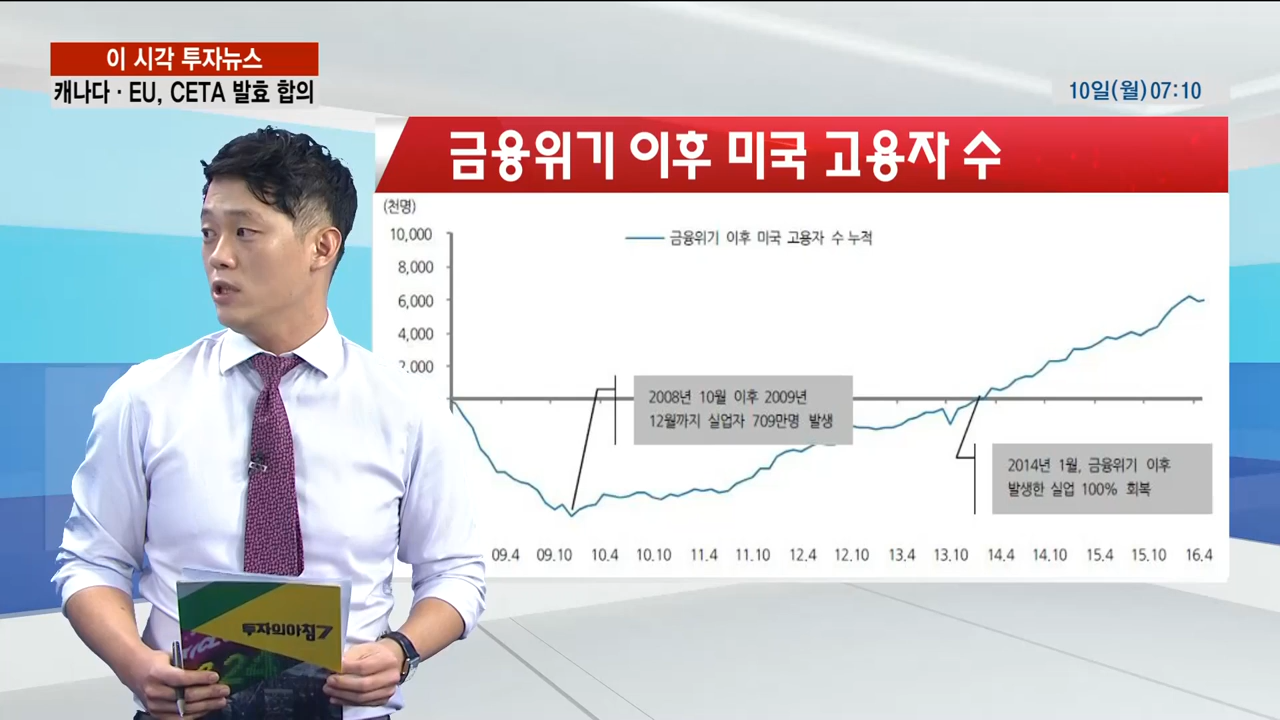 이 시각 투자뉴스
캐나다 · EU, CETA 발효 합의
10일(월)07:10
금융위기 이후 미국 고용자 수
(천명)
10,000
8,000
6,000
4,000
2,000
금융위기 이후 미국 고용자 수 누적
2008년 10월 이후 2009년
12월까지 실업자 709만명 발생
2014년 1월, 금융위기 이후
발생한 실업 100% 회복
09.4 09.10 10.4 10.10 11.4 11.10 12.4 12.10 13.4 13.10 14.4 14.10 15.4 15.10 16.4
투자의아침7